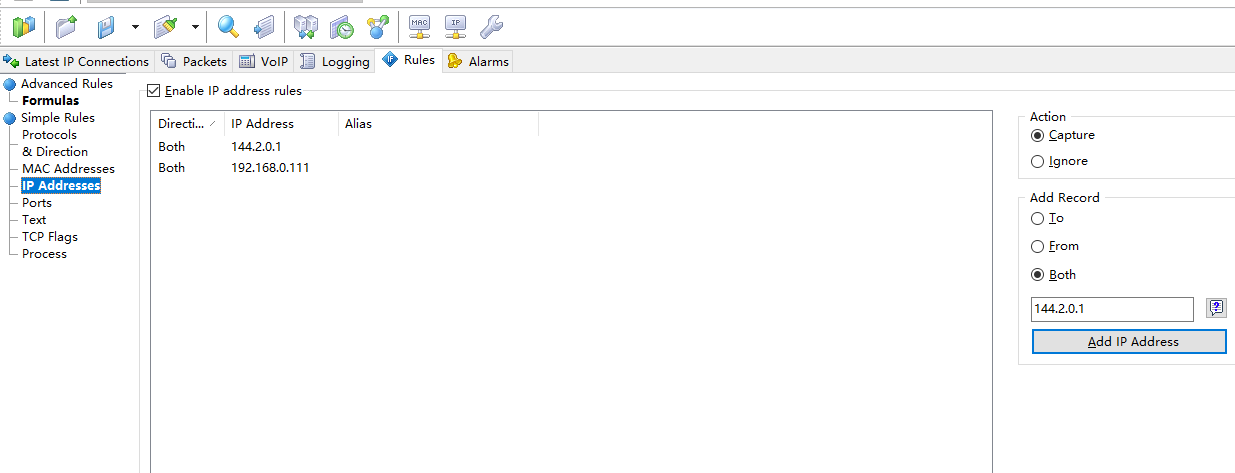 MAC IP
Latest IP Connections Packets VoIP Logging IP Rules Alarms
Advanced Rules
Formulas
Simple Rules
Protocols
& Direction
MAC Addresses
IP Addresses
Ports
Text
TCP Flags
Process
Enable IP address rules
Directi... IP Address Alias
Both 144.2.0.1
Both 192.168.0.111
Action
Capture
Ignore
Add Record
To
From
Both
144.2.0.1
Add IP Address